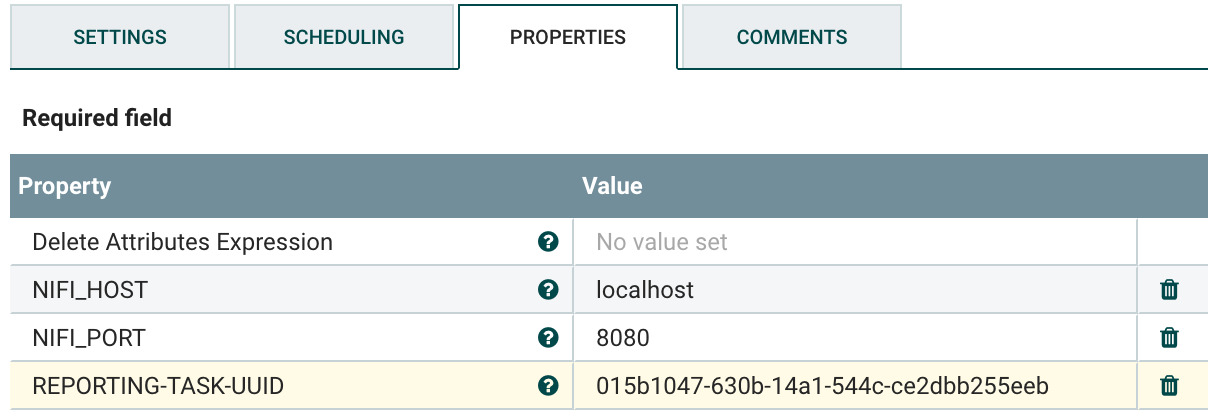 SETTINGS SCHEDULING PROPERTIES COMMENTS
Required field
Property Value
Delete Attributes Expression ? No value set
NIFI_HOST ? localhost
NIFI_PORT ? 8080
REPORTING-TASK-UUID ? 015b1047-630b-14a1-544c-ce2dbb255eeb